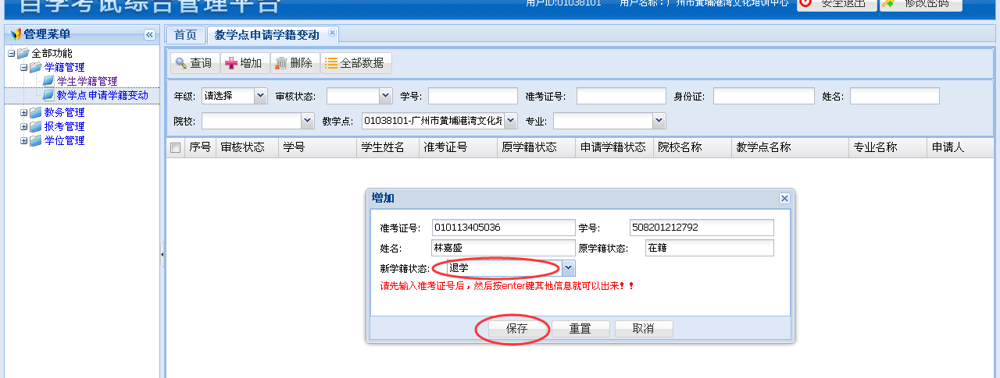 自学考试综合管理平台
用户ID:01038101 用户名称：广州市黄埔港湾文化培训中心 安全退出 修改密码
管理菜单
首页 教学点申请学籍变动
全部功能
学籍管理
学生学籍管理
教学点申请学籍变动
教务管理
报考管理
学位管理
查询 增加 删除 全部数据
年级: 请选择 审核状态: 学号: 准考证号: 身份证: 姓名:
院校: 教学点: 01038101-广州市黄埔港湾文化培 专业:
序号 审核状态 学号 学生姓名 准考证号 原学籍状态 申请学籍状态 院校名称 教学点名称 专业名称 申请人
增加
准考证号: 010113405036 学号: 508201212792
姓名: 林嘉盛 原学籍状态: 在籍
新学籍状态: 退学
请先输入准考证号后，然后按enter键其他信息就可以出来！！
保存 重置 取消